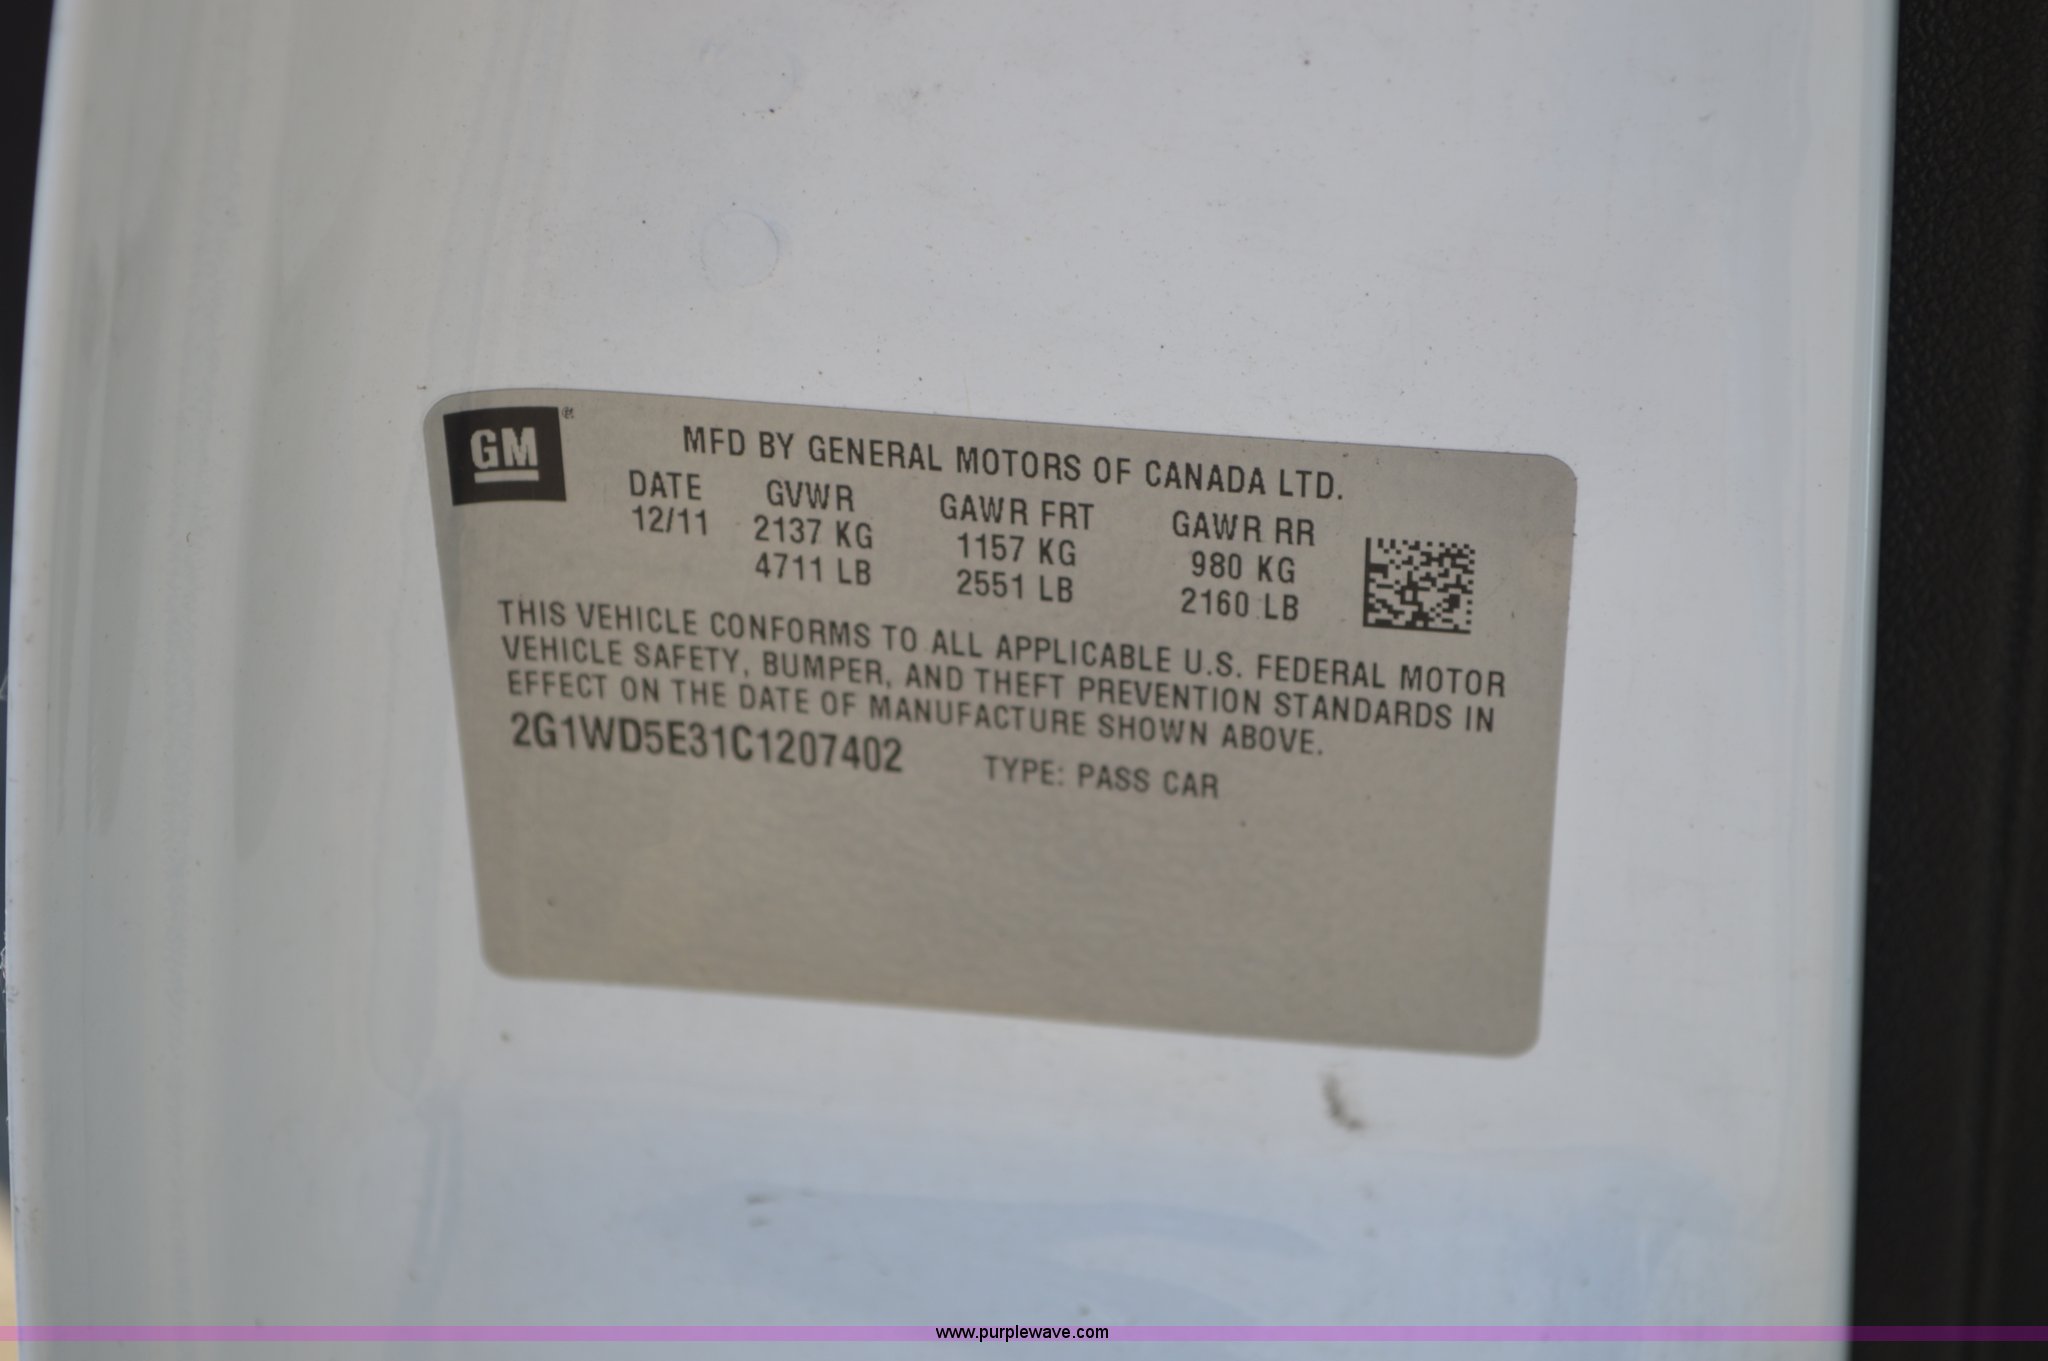 GM®
MFD BY GENERAL MOTORS OF CANADA LTD.
DATE GVWR GAWR FRT GAWR RR
12/11 2137 KG 1157 KG 980 KG
4711 LB 2551 LB 2160 LB
THIS VEHICLE CONFORMS TO ALL APPLICABLE U.S. FEDERAL MOTOR
VEHICLE SAFETY, BUMPER, AND THEFT PREVENTION STANDARDS IN
EFFECT ON THE DATE OF MANUFACTURE SHOWN ABOVE.
2G1WD5E31C1207402 TYPE: PASS CAR
www.purplewave.com